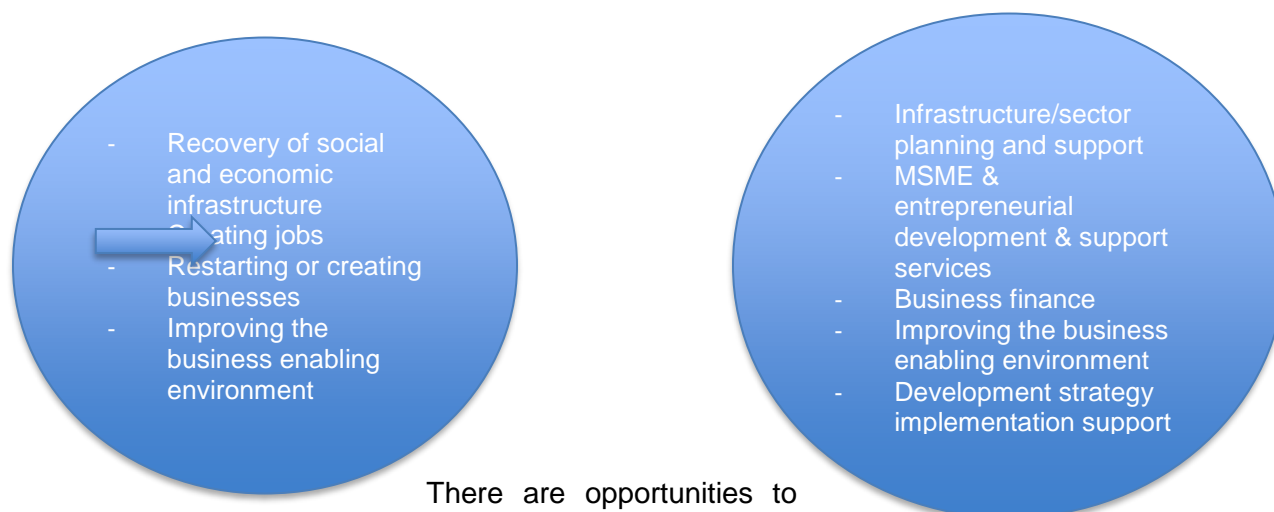 - Recovery of social
and economic
infrastructure
Creating jobs
- Restarting or creating
businesses
- Improving the
business enabling
environment
- Infrastructure/sector
planning and support
- MSME &
entrepreneurial
development & support
services
- Business finance
- Improving the business
enabling environment
- Development strategy
implementation support
There are opportunities to